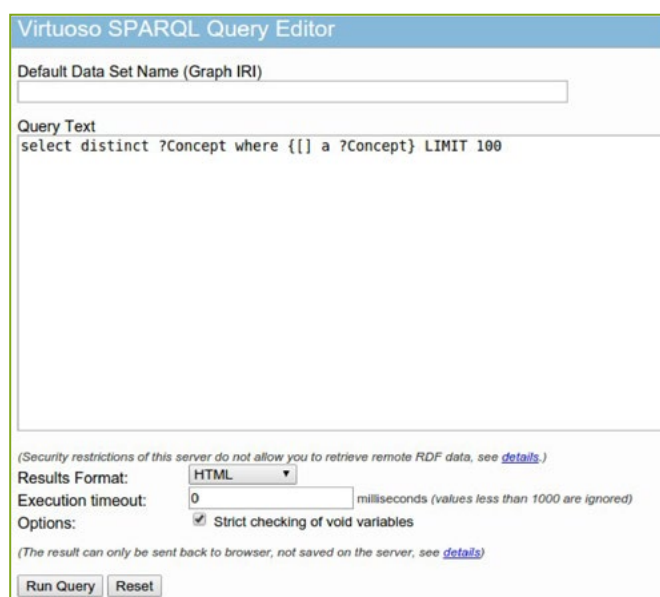 Virtuoso SPARQL Query Editor
Default Data Set Name (Graph IRI)
Query Text
select distinct ?Concept where {[] a ?Concept} LIMIT 100
(Security restrictions of this server do not allow you to retrieve remote RDF data, see details.)
Results Format: HTML
Execution timeout: 0 milliseconds (values less than 1000 are ignored)
Options: Strict checking of void variables
(The result can only be sent back to browser, not saved on the server, see details)
Run Query Reset